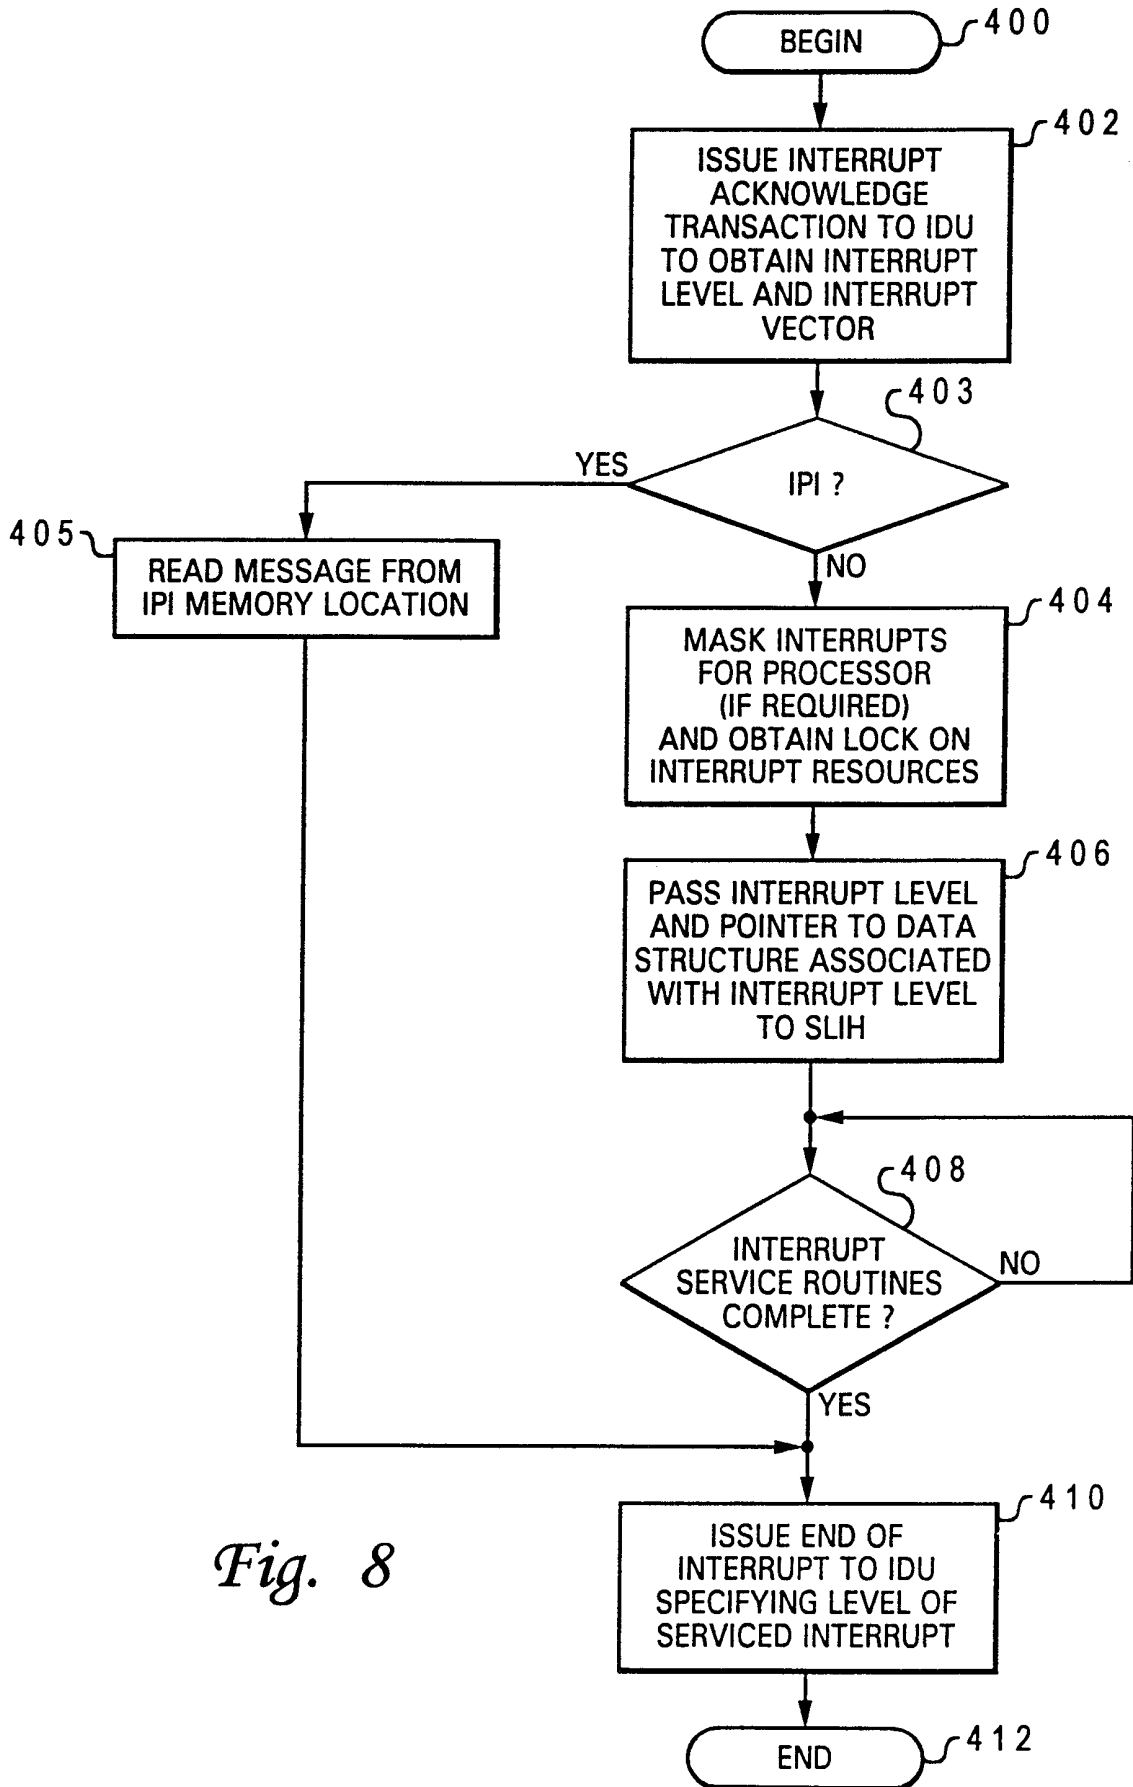 BEGIN
400
402
ISSUE INTERRUPT
ACKNOWLEDGE
TRANSACTION TO IDU
TO OBTAIN INTERRUPT
LEVEL AND INTERRUPT
VECTOR
403
YES
IPI ?
NO
405
READ MESSAGE FROM
IPI MEMORY LOCATION
404
MASK INTERRUPTS
FOR PROCESSOR
(IF REQUIRED)
AND OBTAIN LOCK ON
INTERRUPT RESOURCES
406
PASS INTERRUPT LEVEL
AND POINTER TO DATA
STRUCTURE ASSOCIATED
WITH INTERRUPT LEVEL
TO SLIH
408
INTERRUPT
SERVICE ROUTINES
COMPLETE ?
NO
YES
410
ISSUE END OF
INTERRUPT TO IDU
SPECIFYING LEVEL OF
SERVICED INTERRUPT
Fig. 8
END
412